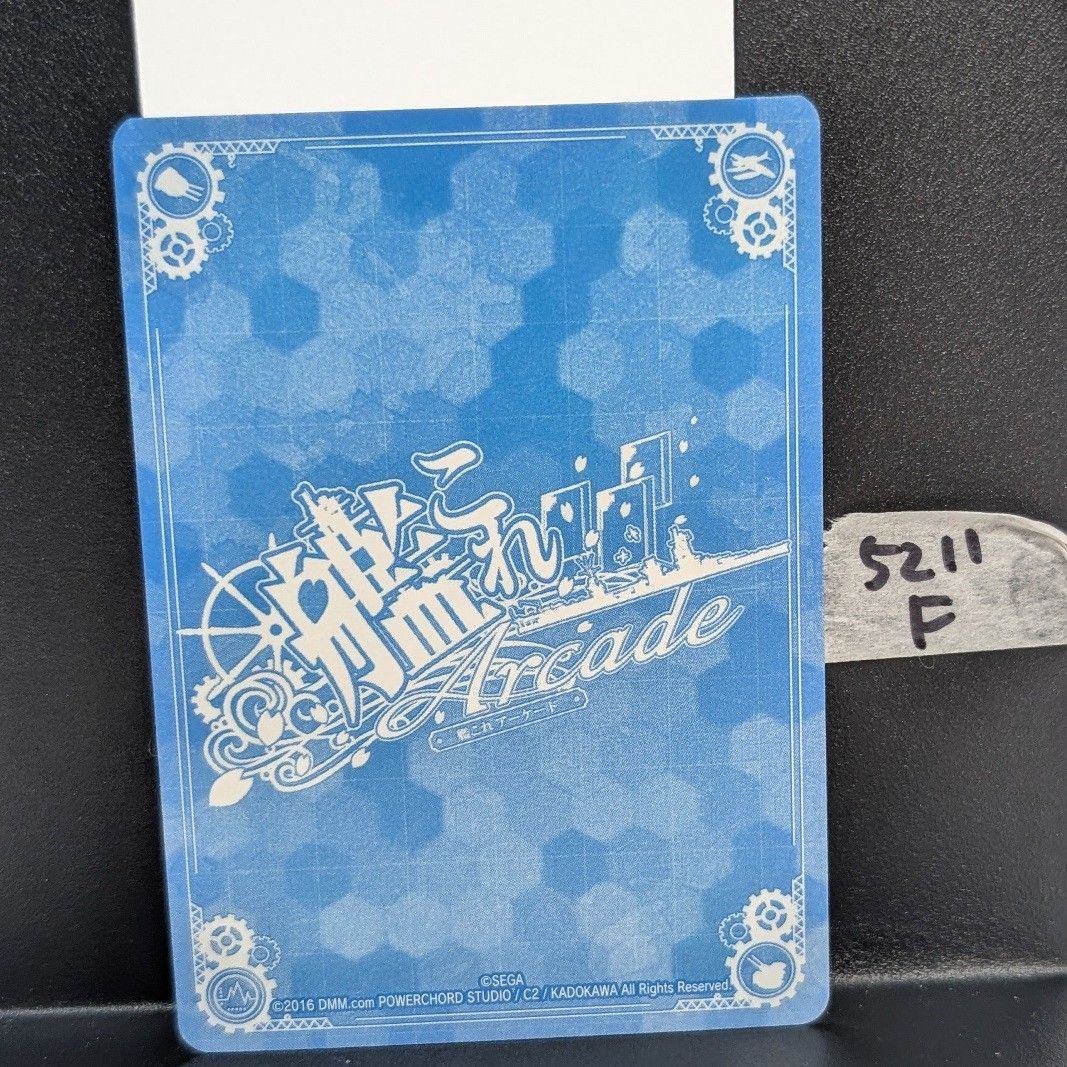 艦これ
Arcade
艦これアーケード
5211
F
©SEGA
©2016 DMM.com POWERCHORD STUDIO / C2 / KADOKAWA All Rights Reserved.